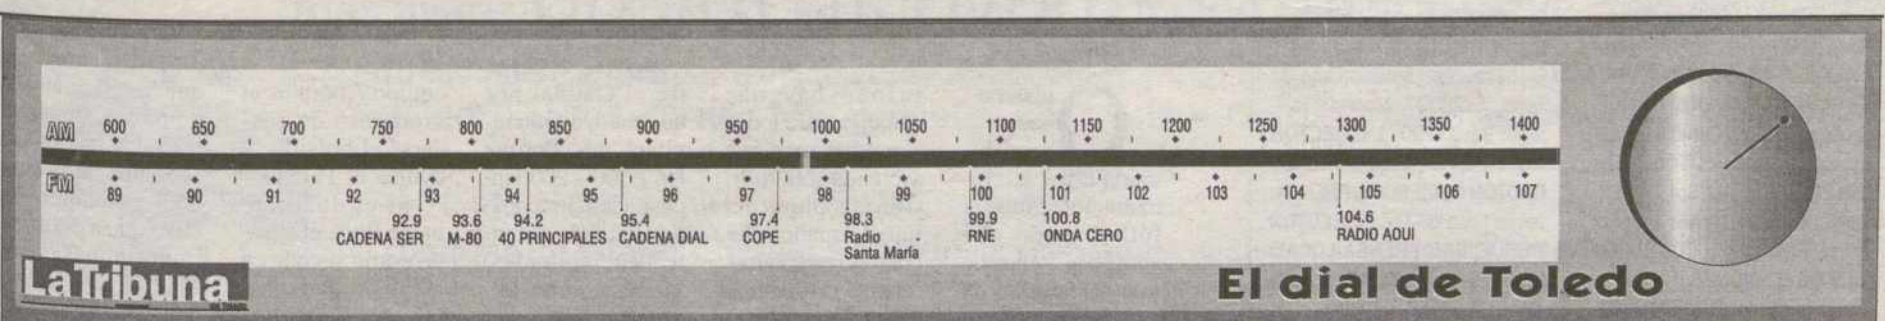 AM 600 650 700 750 800 850 900 950 1000 1050 1100 1150 1200 1250 1300 1350 1400
FM 89 90 91 92 93 94 95 96 97 98 99 100 101 102 103 104 105 106 107
92.9 93.6 94.2 95.4 97.4 98.3 99.9 100.8 104.6
CADENA SER M-80 40 PRINCIPALES CADENA DIAL COPE Radio RNE ONDA CERO RADIO AQUI
Santa María
LaTribuna
El dial de Toledo